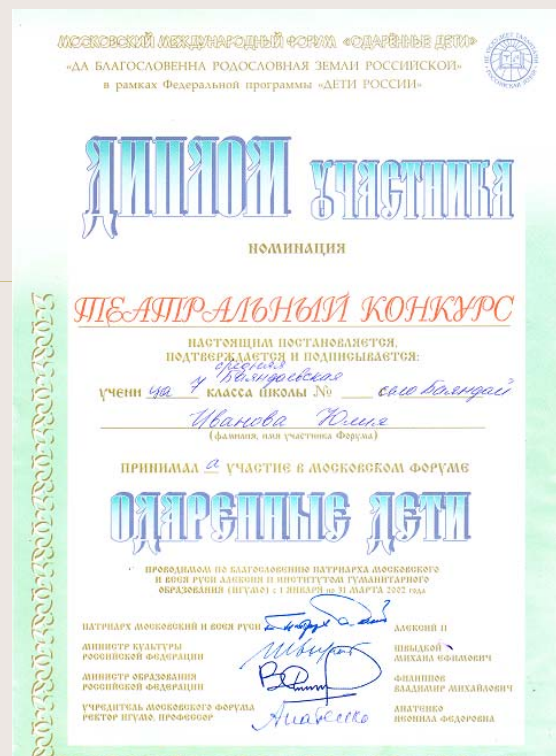 МОСКОВСКИЙ МЕЖДУНАРОДНЫЙ ФОРУМ «ОДАРЁННЫЕ ДЕТИ»
«ДА БЛАГОСЛОВЕННА РОДОСЛОВНАЯ ЗЕМЛИ РОССИЙСКОЙ»
в рамках Федеральной программы «ДЕТИ РОССИИ»
ДИПЛОМ УЧАСТНИКА
НОМИНАЦИЯ
ТЕАТРАЛЬНЫЙ КОНКУРС
НАСТОЯЩИМ ПОСТАНОВЛЯЕТСЯ,
ПОДТВЕРЖДАЕТСЯ И ПОДПИСЫВАЕТСЯ:
средняя
Баяндаевская
УЧЕНИ ца 7 КЛАССА ШКОЛЫ № село Баяндай
Иванова Юлия
(фамилия, имя участника Форума)
ПРИНИМАЛ а УЧАСТИЕ В МОСКОВСКОМ ФОРУМЕ
ОДАРЕННЫЕ ДЕТИ
ПРОВОДИМОМ ПО БЛАГОСЛОВЕНИЮ ПАТРИАРХА МОСКОВСКОГО
И ВСЕЯ РУСИ АЛЕКСИЯ II ИНСТИТУТОМ ГУМАНИТАРНОГО
ОБРАЗОВАНИЯ (ИГУМО) с 1 ЯНВАРЯ по 31 МАРТА 2002 года
ПАТРИАРХ МОСКОВСКИЙ И ВСЕЯ РУСИ АЛЕКСИЙ II
МИНИСТР КУЛЬТУРЫ
РОССИЙСКОЙ ФЕДЕРАЦИИ
ШВЫДКОЙ
МИХАИЛ ЕФИМОВИЧ
МИНИСТР ОБРАЗОВАНИЯ
РОССИЙСКОЙ ФЕДЕРАЦИИ
ФИЛИППОВ
ВЛАДИМИР МИХАЙЛОВИЧ
УЧРЕДИТЕЛЬ МОСКОВСКОГО ФОРУМА
РЕКТОР ИГУМО, ПРОФЕССОР
АПАТЕНКО
НЕОНИЛА ФЕДОРОВНА